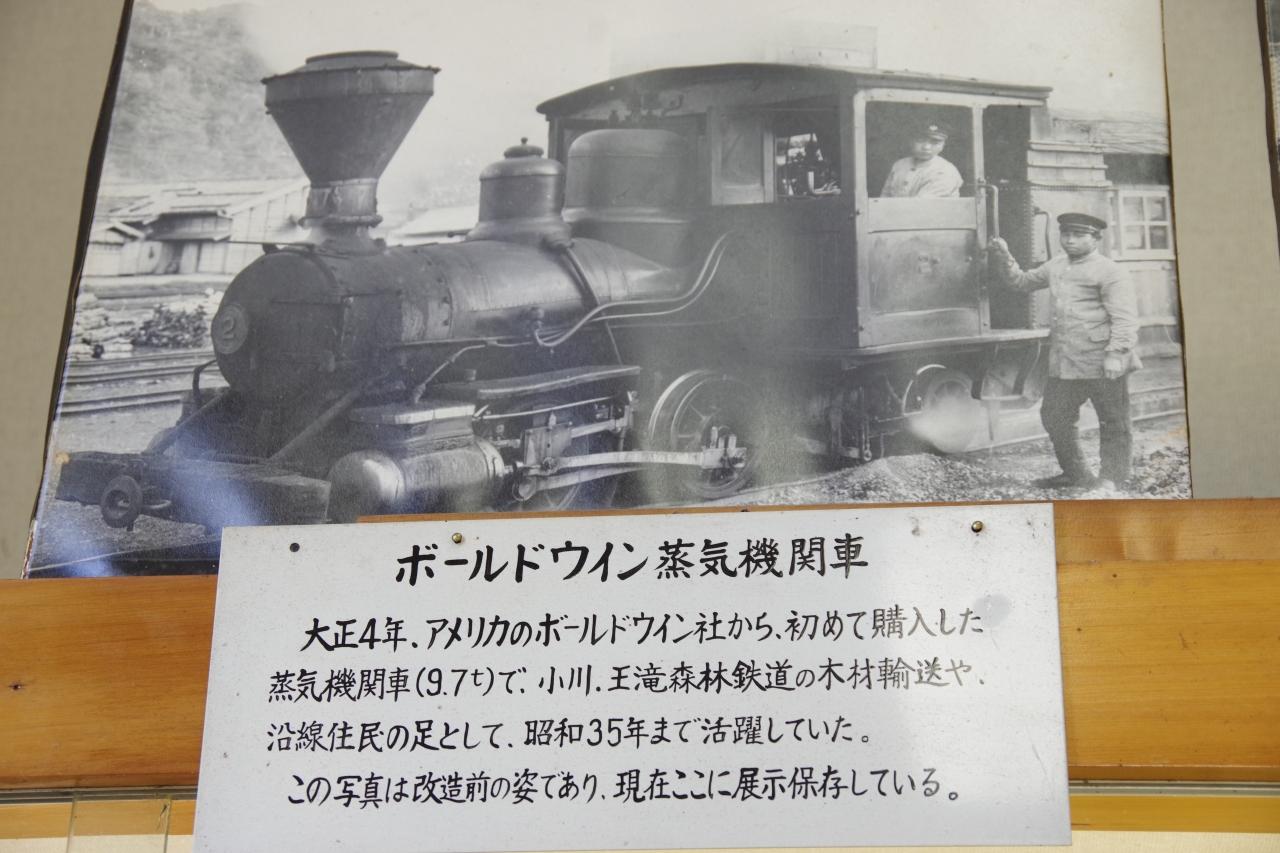 2
ボールドウイン蒸気機関車
大正4年、アメリカのボールドウイン社から、初めて購入した
蒸気機関車(9.7t)で、小川、王滝森林鉄道の木材輸送や、
沿線住民の足として、昭和35年まで活躍していた。
この写真は改造前の姿であり、現在ここに展示保存している。